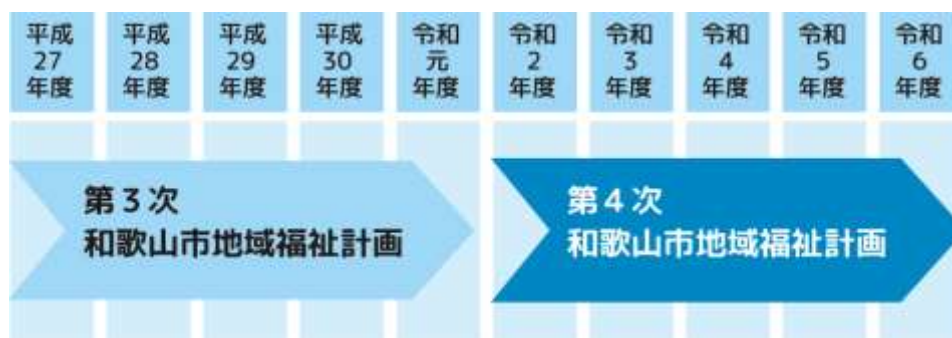 平成
27
年度
平成
28
年度
平成
29
年度
平成
30
年度
令和
元
年度
令和
2
年度
令和
3
年度
令和
4
年度
令和
5
年度
令和
6
年度
第3次
和歌山市地域福祉計画
第4次
和歌山市地域福祉計画